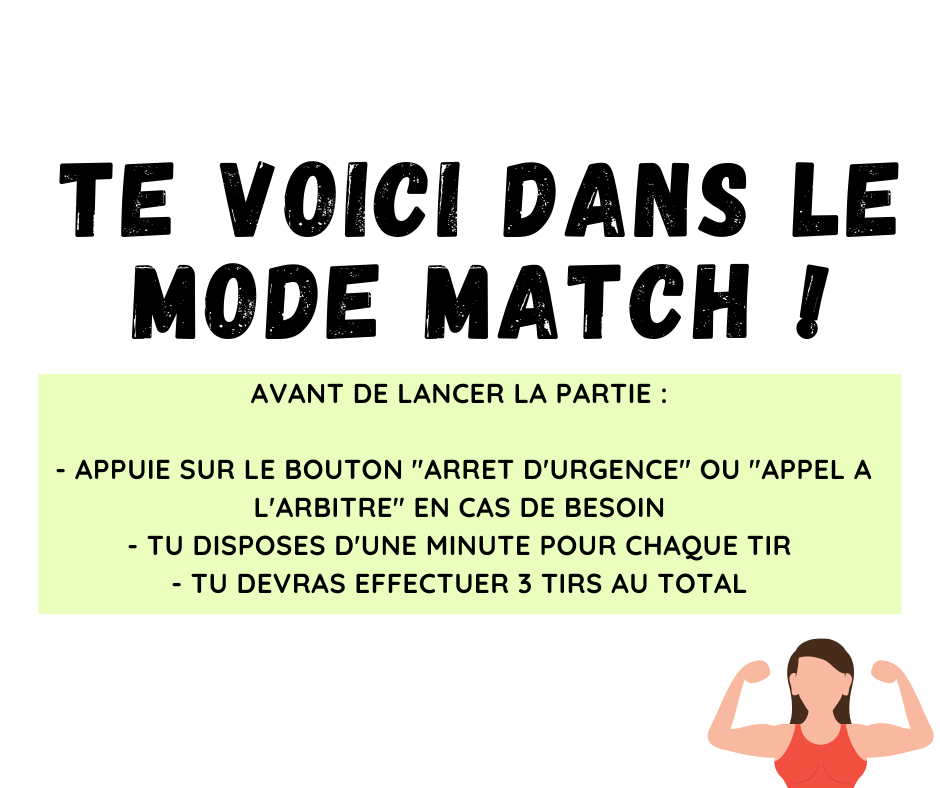 TE VOICI DANS LE
MODE MATCH !
AVANT DE LANCER LA PARTIE :
- APPUIE SUR LE BOUTON "ARRET D'URGENCE" OU "APPEL A
L'ARBITRE" EN CAS DE BESOIN
- TU DISPOSES D'UNE MINUTE POUR CHAQUE TIR
- TU DEVRAS EFFECTUER 3 TIRS AU TOTAL